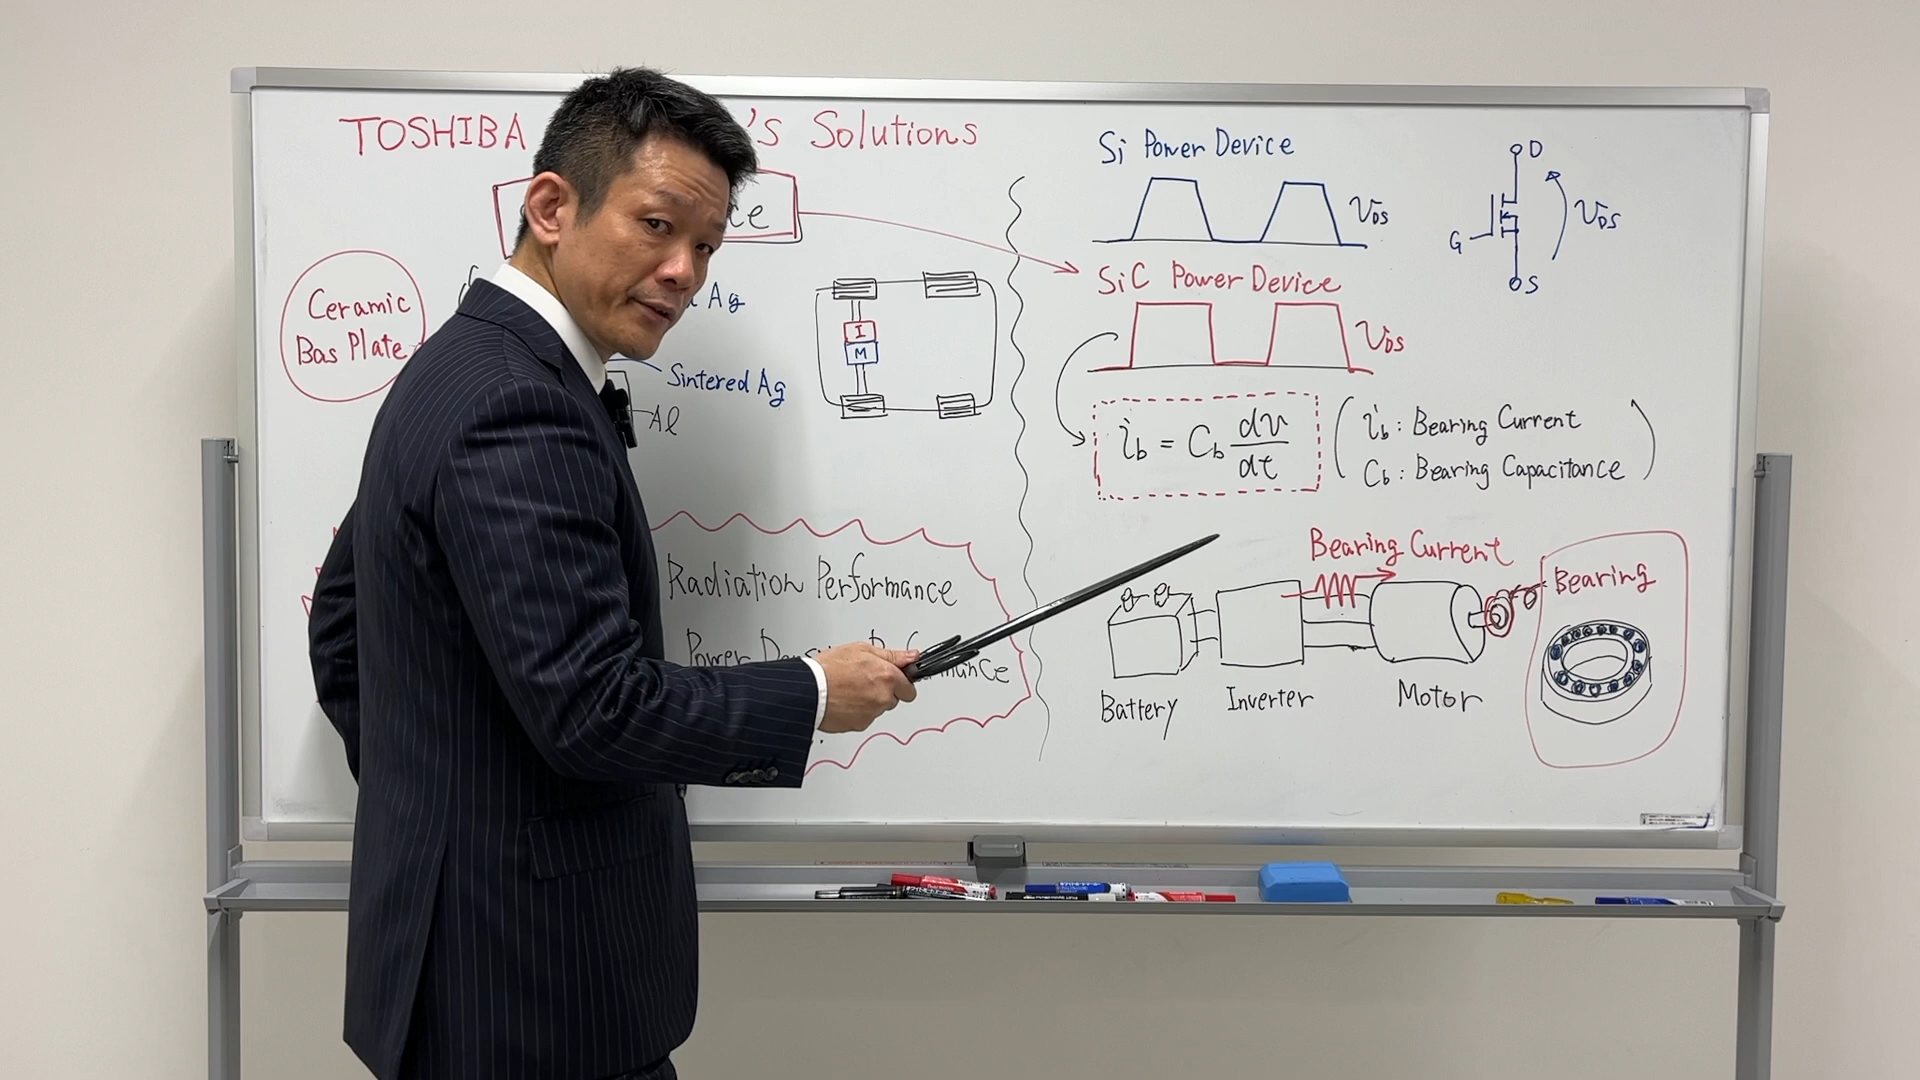 TOSHIBA 's Solutions
ce
Ceramic
Bas Plate
Ag
Sintered Ag
Al
I
M
Radiation Performance
Power
Si Power Device
VDS
D
G
S
VDS
SiC Power Device
VDS
ib = Cb dv/dt
ib : Bearing Current
Cb : Bearing Capacitance
Bearing Current
Bearing
Battery
Inverter
Motor